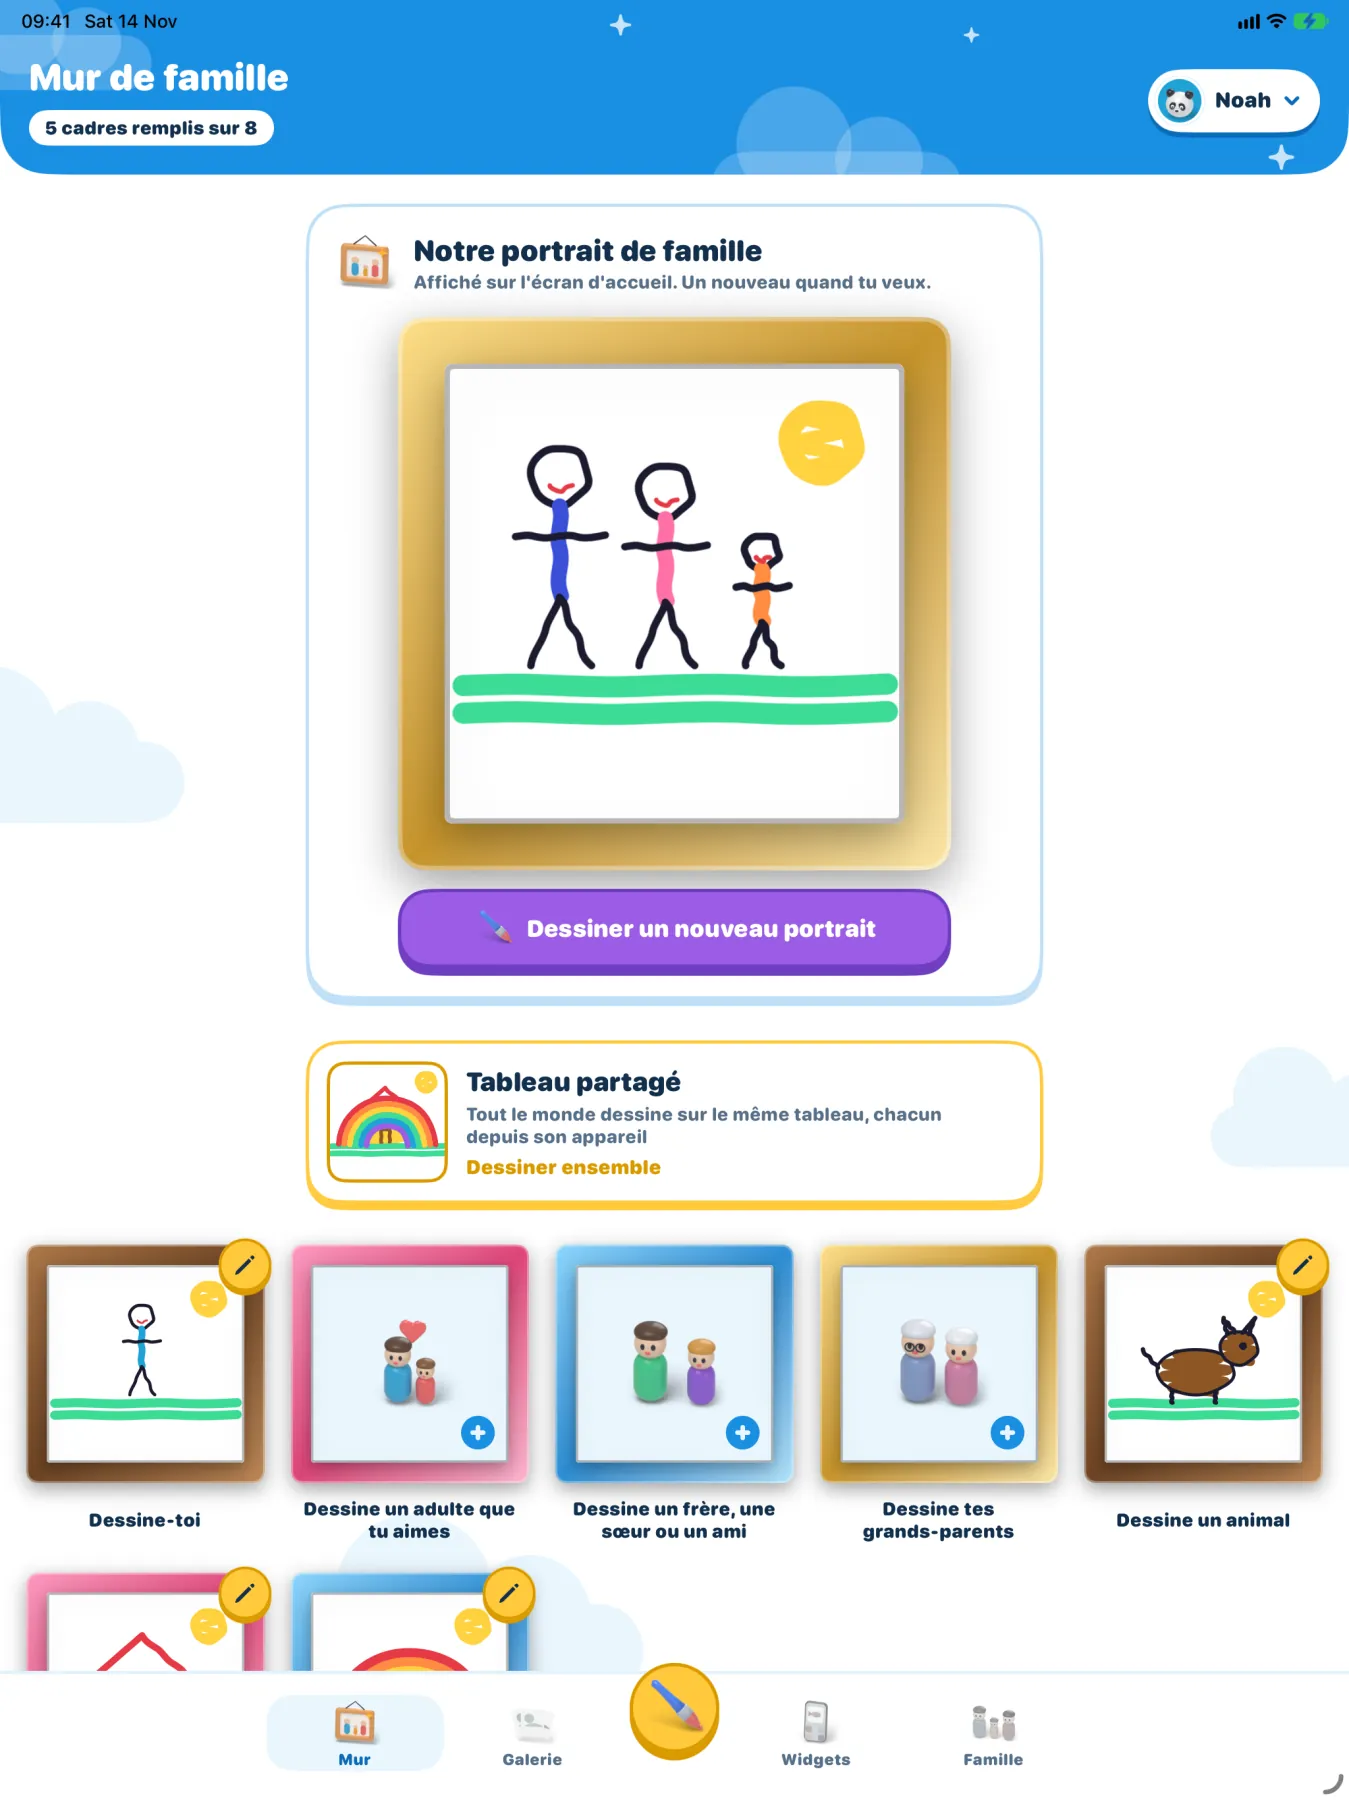 09:41 Sat 14 Nov
Mur de famille
5 cadres remplis sur 8
Noah
Notre portrait de famille
Affiché sur l'écran d'accueil. Un nouveau quand tu veux.
Dessiner un nouveau portrait
Tableau partagé
Tout le monde dessine sur le même tableau, chacun
depuis son appareil
Dessiner ensemble
Dessine-toi
Dessine un adulte que
tu aimes
Dessine un frère, une
sœur ou un ami
Dessine tes
grands-parents
Dessine un animal
Mur
Galerie
Widgets
Famille